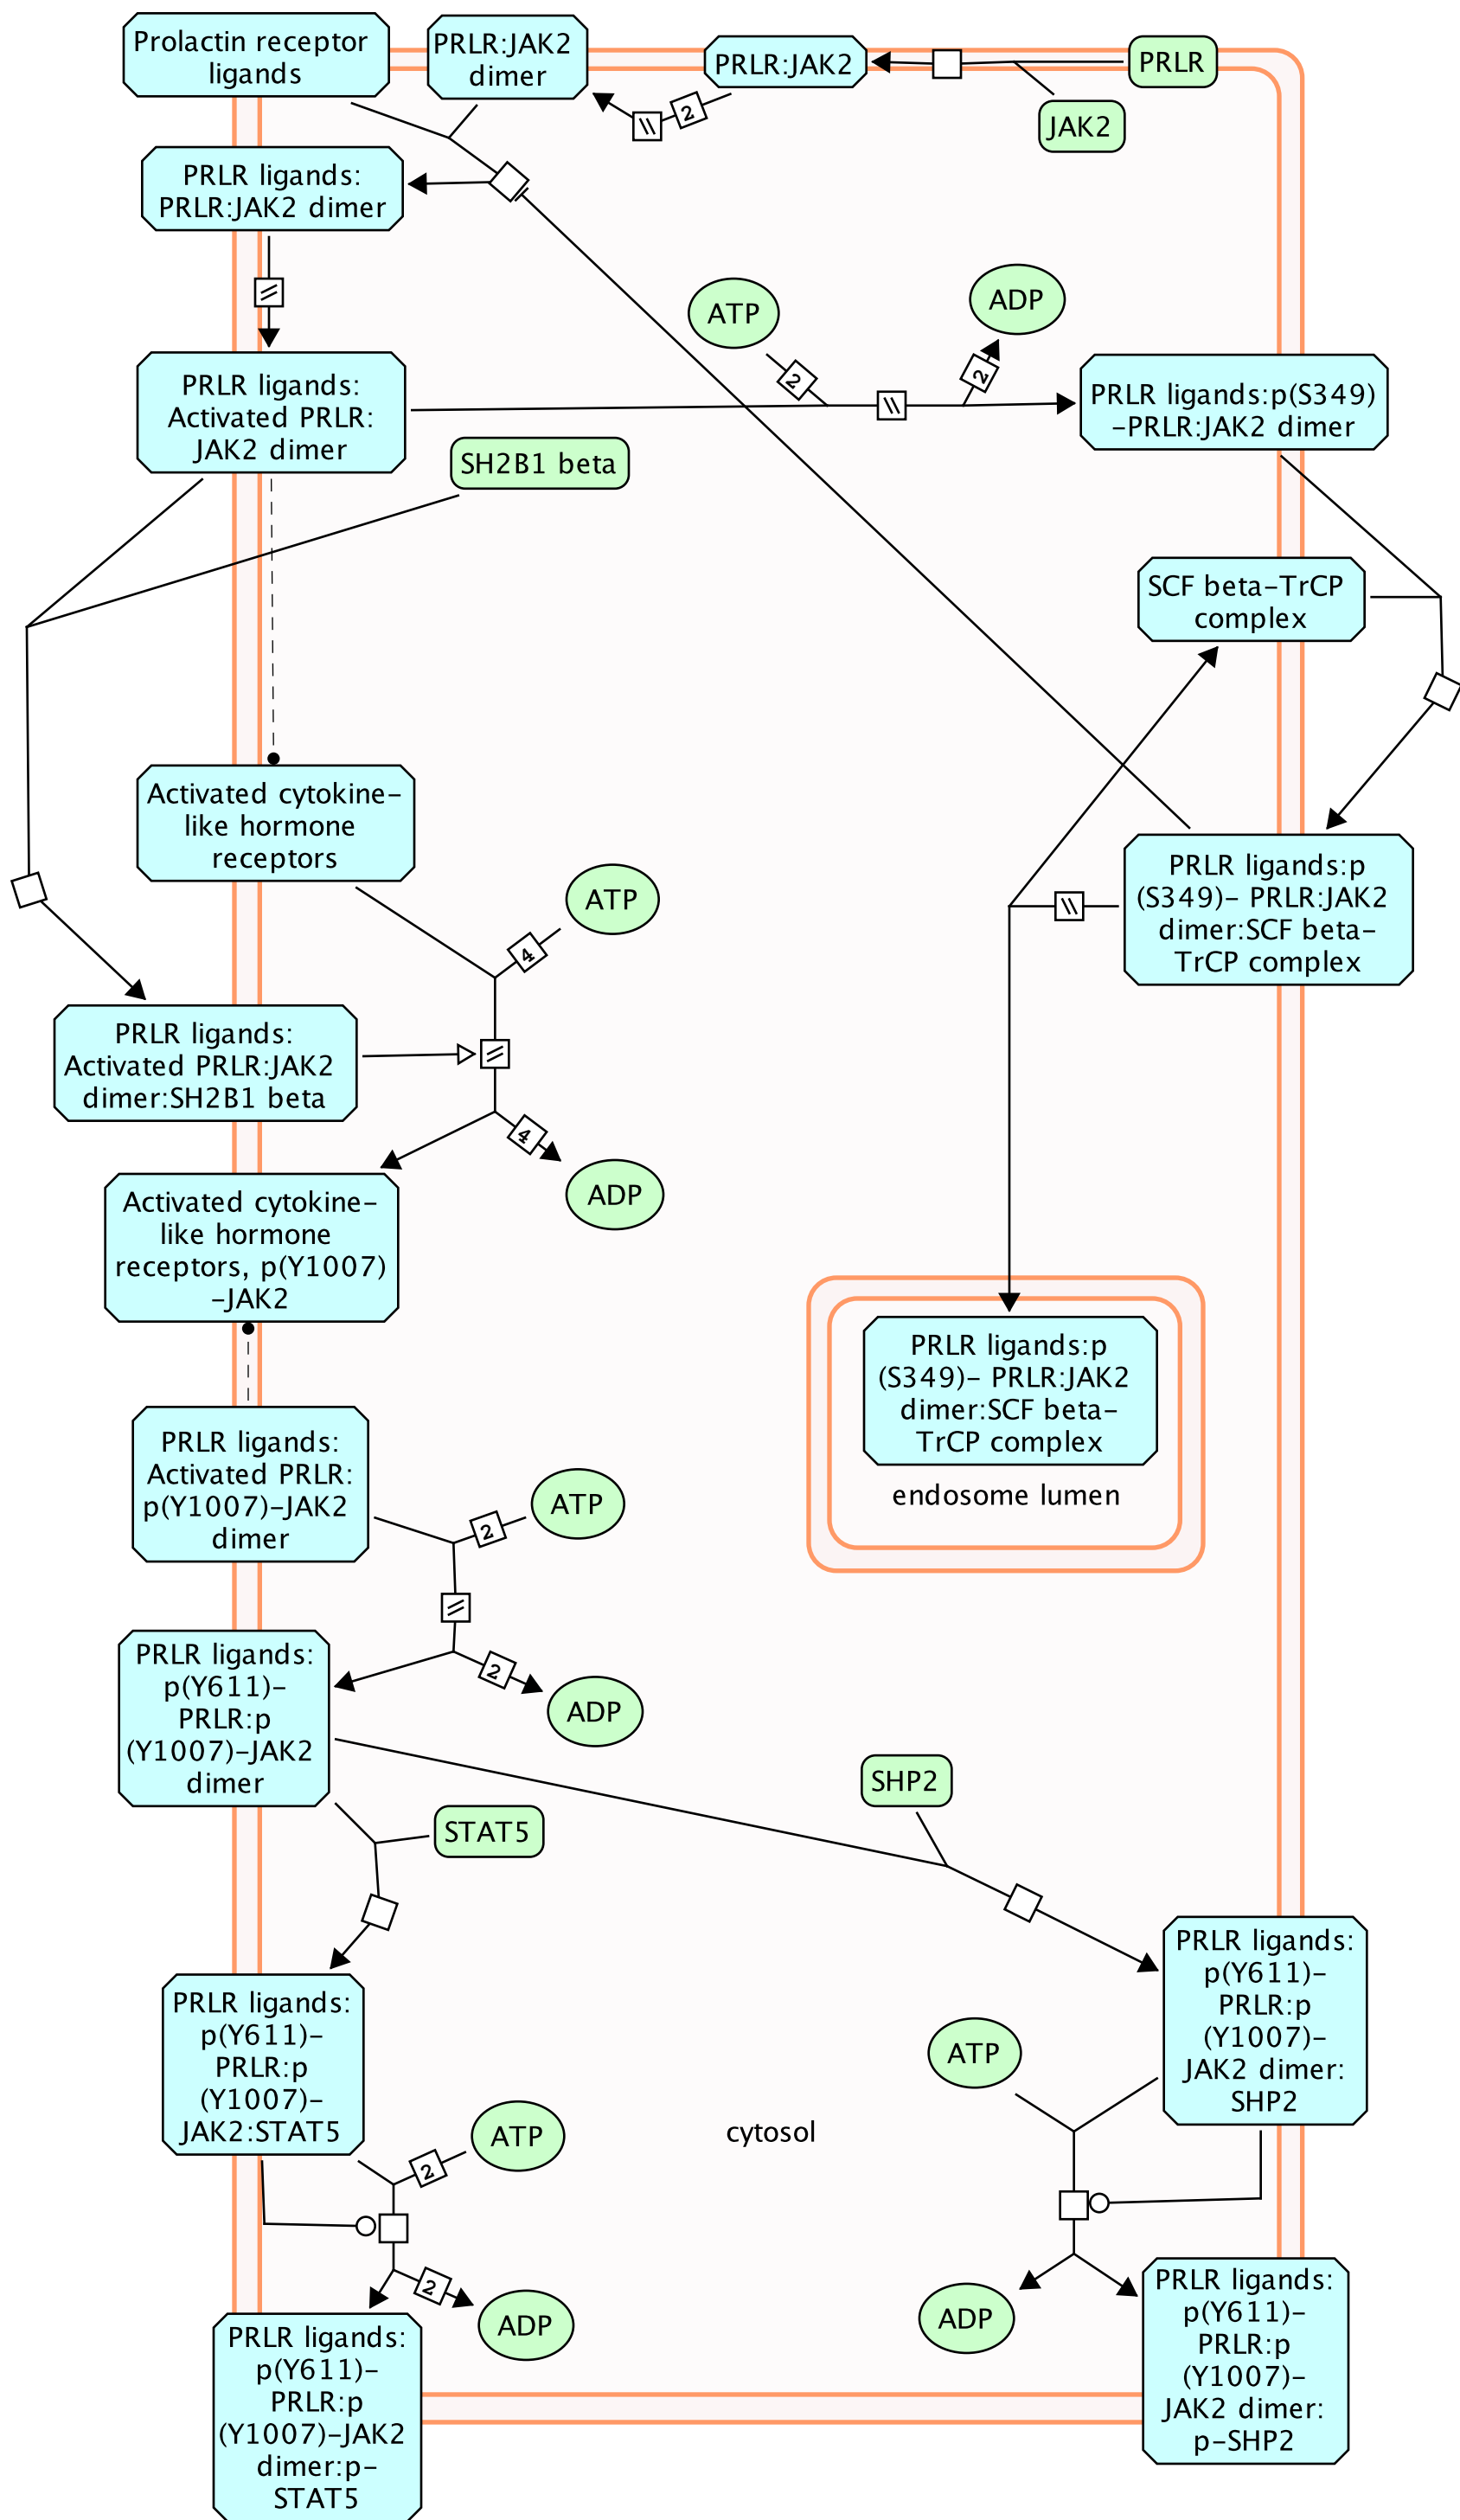 Prolactin receptor
ligands
PRLR:JAK2
dimer
PRLR:JAK2
PRLR
JAK2
2
PRLR ligands:
PRLR:JAK2 dimer
ATP
ADP
2
2
PRLR ligands:
Activated PRLR:
JAK2 dimer
PRLR ligands:p(S349)
-PRLR:JAK2 dimer
SH2B1 beta
SCF beta-TrCP
complex
Activated cytokine-
like hormone
receptors
PRLR ligands:p
(S349)- PRLR:JAK2
dimer:SCF beta-
TrCP complex
ATP
4
PRLR ligands:
Activated PRLR:JAK2
dimer:SH2B1 beta
4
ADP
Activated cytokine-
like hormone
receptors, p(Y1007)
-JAK2
PRLR ligands:p
(S349)- PRLR:JAK2
dimer:SCF beta-
TrCP complex
endosome lumen
PRLR ligands:
Activated PRLR:
p(Y1007)-JAK2
dimer
ATP
2
2
ADP
PRLR ligands:
p(Y611)-
PRLR:p
(Y1007)-JAK2
dimer
SHP2
STAT5
PRLR ligands:
p(Y611)-
PRLR:p
(Y1007)-
JAK2 dimer:
SHP2
PRLR ligands:
p(Y611)-
PRLR:p
(Y1007)-
JAK2:STAT5
ATP
cytosol
ATP
2
2
ADP
ADP
PRLR ligands:
p(Y611)-
PRLR:p
(Y1007)-
JAK2 dimer:
p-SHP2
PRLR ligands:
p(Y611)-
PRLR:p
(Y1007)-JAK2
dimer:p-
STAT5